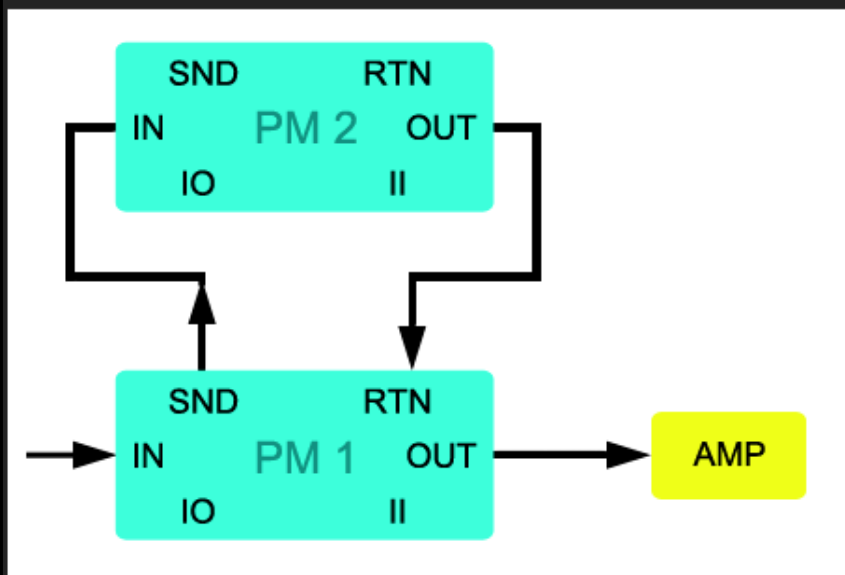 SND RTN
IN PM 2 OUT
IO II
SND RTN
IN PM 1 OUT
AMP
IO II